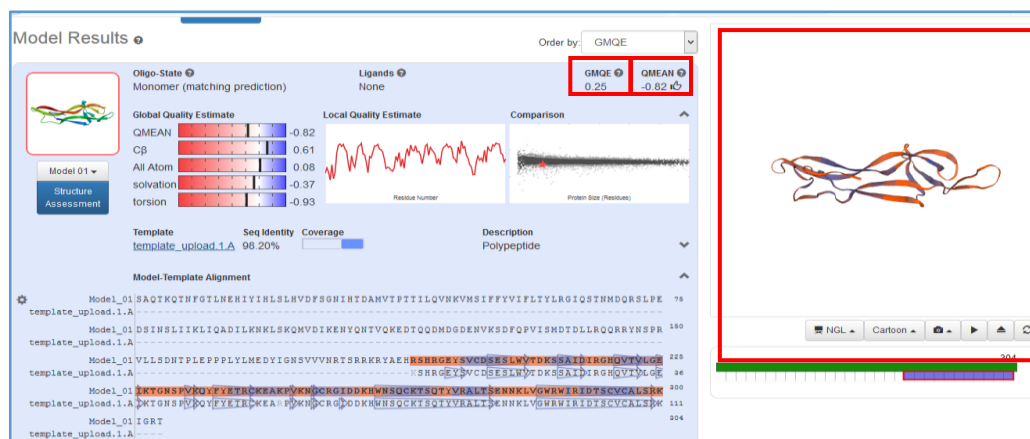 Model Results
Order by: GMQE
Oligo-State
Monomer (matching prediction)
Ligands
None
GMQE
0.25
QMEAN
-0.82
Model 01
Structure
Assessment
Global Quality Estimate
QMEAN -0.82
Cβ 0.61
All Atom 0.08
solvation -0.37
torsion -0.93
Local Quality Estimate
Residue Number
Comparison
Protein Size (Residues)
Template
template_upload.1.A
Seq Identity
98.20%
Coverage
Description
Polypeptide
Model-Template Alignment
Model_01 SAQTKQTNFGTLNEHIYIHLSLHVDFSGNIHTDAMVTPTTILQVNKVMSIFFYVIFLTYLRGIQSTNMDQRSLPE 75
template_upload.1.A
Model_01 DSINSLIIKLIQADILKNKLSKQMVDIKENYQNTVQKEDTQQDMDGDENVKSDFQPVISMDTDLLRQQRRYNSPR 150
template_upload.1.A
Model_01 VLLSDNTPLEPPPLYLMEDYIGNSVVVNRTSRRKRYAEHRSHRGEYSVCDSESLWVTDKSSAIDIRGHQVTVLGE 225
template_upload.1.A SHRGEYSVCDSESLWVTDKSSAIDIRGHQVTVLGE 36
Model_01 IKTGNSPVKQYFYETRCKEAKPVKNGCRGIDDKHWNSQCKTSQTYVRALTSENNKLVGWRWIRIDTSCVCALSRK 300
template_upload.1.A IKTGNSPVKQYFYETRCKEARPVKNGCRGIDDKHWNSQCKTSQTYVRALTSENNKLVGWRWIRIDTSCVCALSRK 111
Model_01 IGRT 304
template_upload.1.A
NGL
Cartoon
304